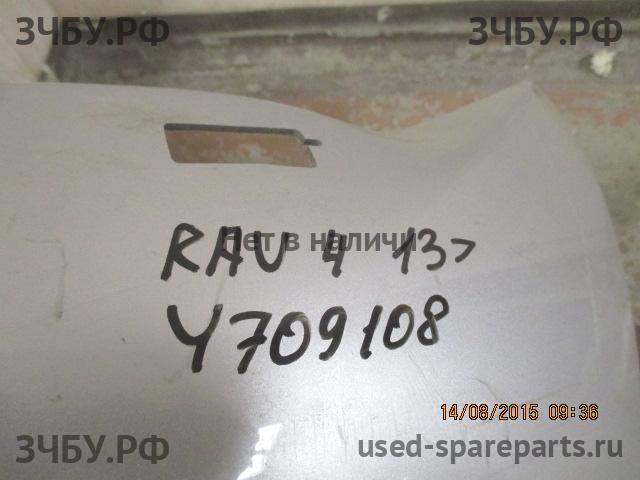 ЗЧБУ.РФ ЗЧБУ.РФ
Нет в наличии
RAV 4 13>
Y709108
14/08/2015 09:36
ЗЧБУ.РФ used-spareparts.ru